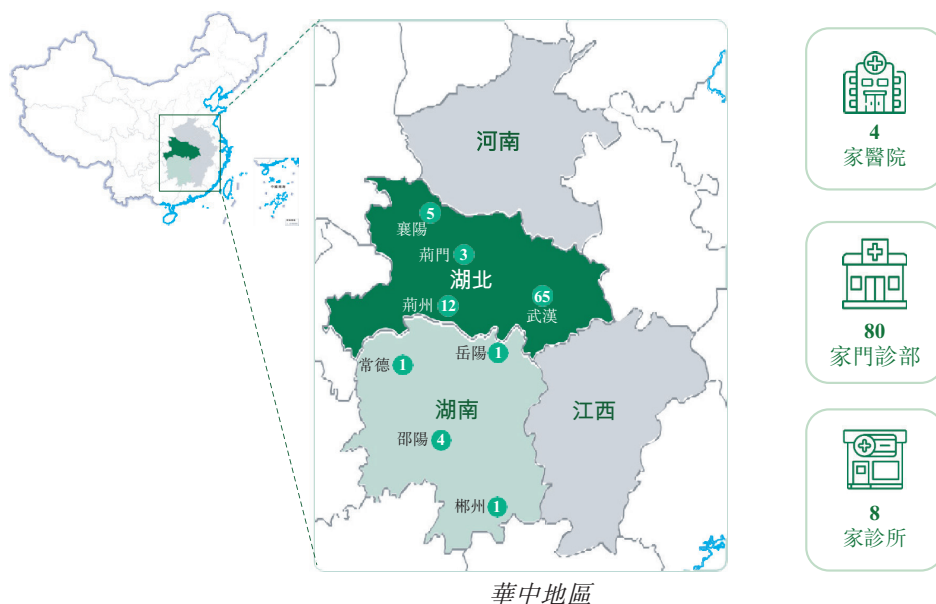 河南
5
襄陽
荊門 3
湖北
荊州 12
65
武漢
岳陽 1
常德 1
湖南
江西
邵陽 4
郴州 1
華中地區
4
家醫院
80
家門診部
8
家診所